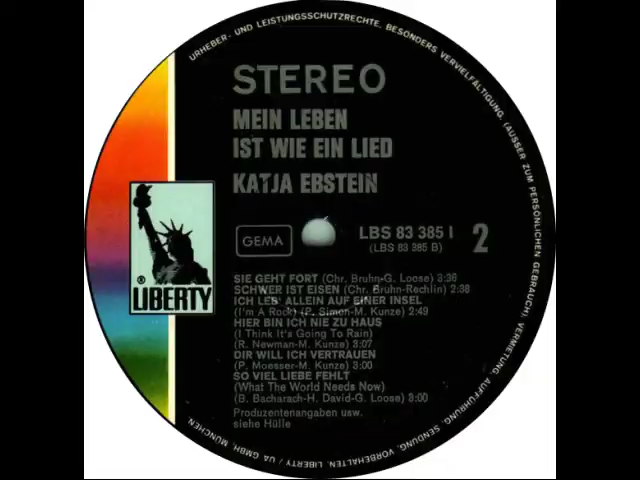 URHEBER- UND LEISTUNGSSCHUTZRECHTE, BESONDERS VERVIELFÄLTIGUNG, (AUSSER ZUM PERSÖNLICHEN GEBRAUCH), VERMIETUNG, AUFFÜHRUNG, SENDUNG, VORBEHALTEN. LIBERTY / UA GMBH, MÜNCHEN.
STEREO
MEIN LEBEN
IST WIE EIN LIED
KATJA EBSTEIN
GEMA
LBS 83 385 I
(LBS 83 385 B)
2
® LIBERTY
SIE GEHT FORT (Chr. Bruhn-G. Loose) 3:36
SCHWER IST EISEN (Chr. Bruhn-Rechlin) 2:38
ICH LEB' ALLEIN AUF EINER INSEL
(I'm A Rock) (P. Simon-M. Kunze) 2:49
HIER BIN ICH NIE ZU HAUS
(I Think It's Going To Rain)
(R. Newman-M. Kunze) 3:07
DIR WILL ICH VERTRAUEN
(P. Moesser-M. Kunze) 3:00
SO VIEL LIEBE FEHLT
(What The World Needs Now)
(B. Bacharach-H. David-G. Loose) 3:00
Produzentenangaben usw.
siehe Hülle